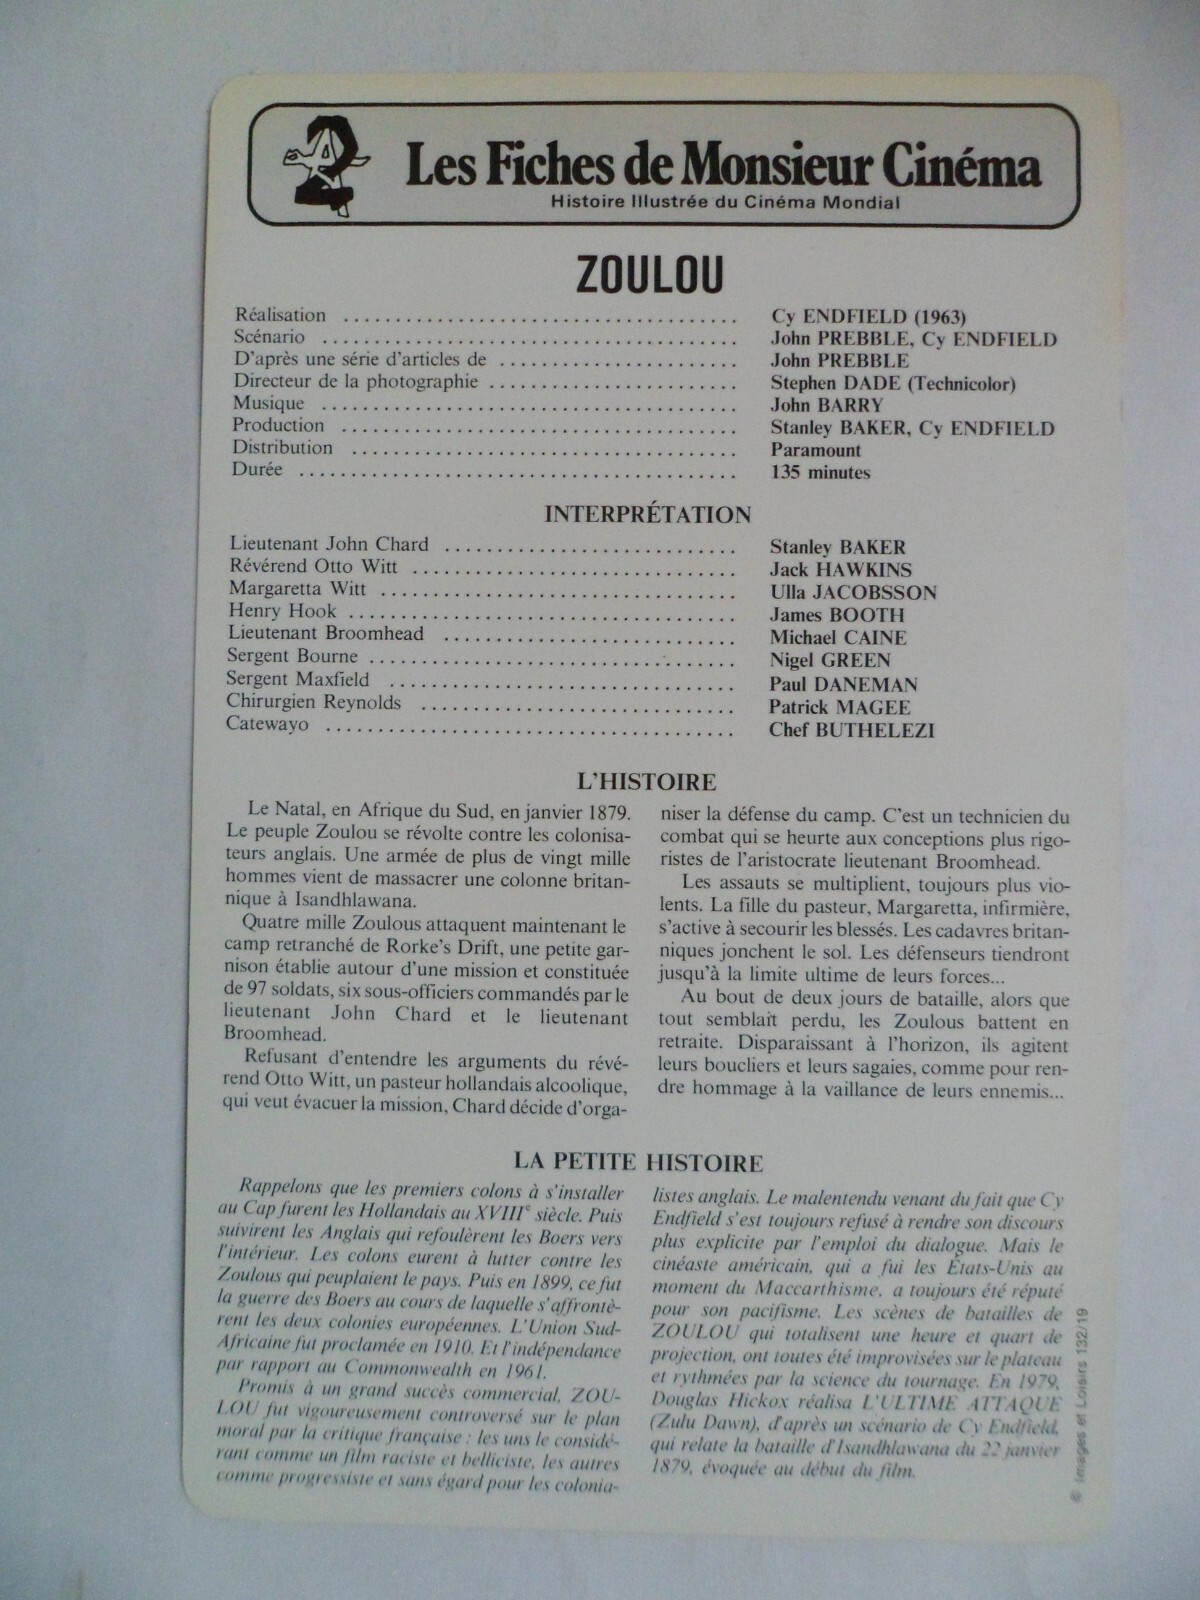 Les Fiches de Monsieur Cinéma
Histoire Illustrée du Cinéma Mondial
ZOULOU
Réalisation ........................................ Cy ENDFIELD (1963)
Scénario ........................................ John PREBBLE, Cy ENDFIELD
D'après une série d'articles de ........................ John PREBBLE
Directeur de la photographie ......................... Stephen DADE (Technicolor)
Musique ........................................ John BARRY
Production ........................................ Stanley BAKER, Cy ENDFIELD
Distribution ...................................... Paramount
Durée .......................................... 135 minutes
INTERPRÉTATION
Lieutenant John Chard ............................. Stanley BAKER
Révérend Otto Witt ................................ Jack HAWKINS
Margaretta Witt ................................... Ulla JACOBSSON
Henry Hook ...................................... James BOOTH
Lieutenant Broomhead ............................. Michael CAINE
Sergent Bourne .................................... Nigel GREEN
Sergent Maxfield .................................. Paul DANEMAN
Chirurgien Reynolds ............................... Patrick MAGEE
Catewayo ........................................ Chef BUTHELEZI
L'HISTOIRE
Le Natal, en Afrique du Sud, en janvier 1879.
Le peuple Zoulou se révolte contre les colonisa-
teurs anglais. Une armée de plus de vingt mille
hommes vient de massacrer une colonne britan-
nique à Isandhlawana.
Quatre mille Zoulous attaquent maintenant le
camp retranché de Rorke's Drift, une petite gar-
nison établie autour d'une mission et constituée
de 97 soldats, six sous-officiers commandés par le
lieutenant John Chard et le lieutenant
Broomhead.
Refusant d'entendre les arguments du révé-
rend Otto Witt, un pasteur hollandais alcoolique,
qui veut évacuer la mission, Chard décide d'orga-
niser la défense du camp. C'est un technicien du
combat qui se heurte aux conceptions plus rigo-
ristes de l'aristocrate lieutenant Broomhead.
Les assauts se multiplient, toujours plus vio-
lents. La fille du pasteur, Margaretta, infirmière,
s'active à secourir les blessés. Les cadavres britan-
niques jonchent le sol. Les défenseurs tiendront
jusqu'à la limite ultime de leurs forces...
Au bout de deux jours de bataille, alors que
tout semblait perdu, les Zoulous battent en
retraite. Disparaissant à l'horizon, ils agitent
leurs boucliers et leurs sagaies, comme pour ren-
dre hommage à la vaillance de leurs ennemis...
LA PETITE HISTOIRE
Rappelons que les premiers colons à s'installer
au Cap furent les Hollandais au XVIIIe siècle. Puis
suivirent les Anglais qui refoulèrent les Boers vers
l'intérieur. Les colons eurent à lutter contre les
Zoulous qui peuplaient le pays. Puis en 1899, ce fut
la guerre des Boers au cours de laquelle s'affrontè-
rent les deux colonies européennes. L'Union Sud-
Africaine fut proclamée en 1910. Et l'indépendance
par rapport au Commonwealth en 1961.
Promis à un grand succès commercial, ZOU-
LOU fut vigoureusement controversé sur le plan
moral par la critique française : les uns le considé-
rant comme un film raciste et belliciste, les autres
comme progressiste et sans égard pour les colonia-
listes anglais. Le malentendu venant du fait que Cy
Endfield s'est toujours refusé à rendre son discours
plus explicite par l'emploi du dialogue. Mais le
cinéaste américain, qui a fui les États-Unis au
moment du Maccarthisme, a toujours été réputé
pour son pacifisme. Les scènes de batailles de
ZOULOU qui totalisent une heure et quart de
projection, ont toutes été improvisées sur le plateau
et rythmées par la science du tournage. En 1979,
Douglas Hickox réalisa L'ULTIME ATTAQUE
(Zulu Dawn), d'après un scénario de Cy Endfield,
qui relate la bataille d'Isandhlawana du 22 janvier
1879, évoquée au début du film.
© Images et Loisirs 132/19